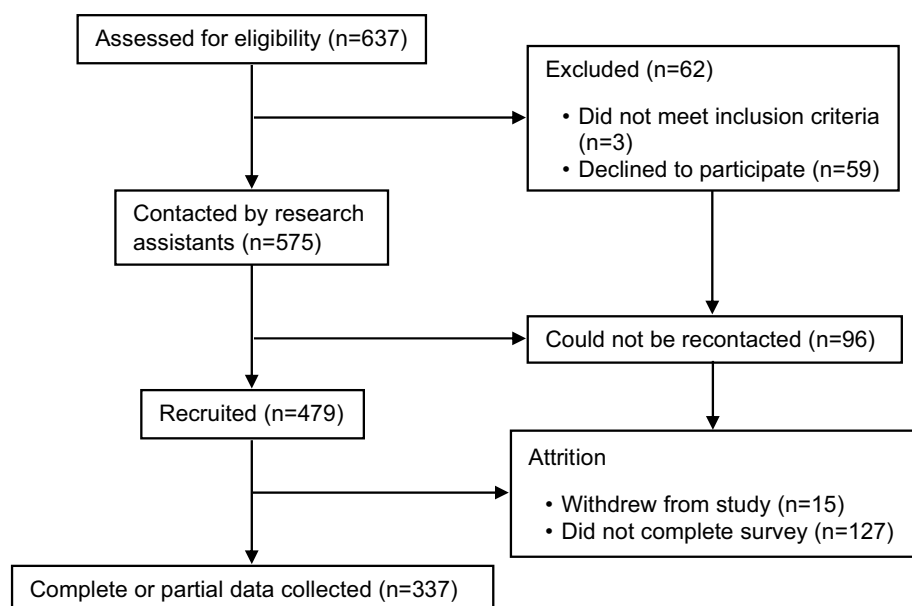 Assessed for eligibility (n=637)
Excluded (n=62)
• Did not meet inclusion criteria
(n=3)
• Declined to participate (n=59)
Contacted by research
assistants (n=575)
Could not be recontacted (n=96)
Recruited (n=479)
Attrition
• Withdrew from study (n=15)
• Did not complete survey (n=127)
Complete or partial data collected (n=337)